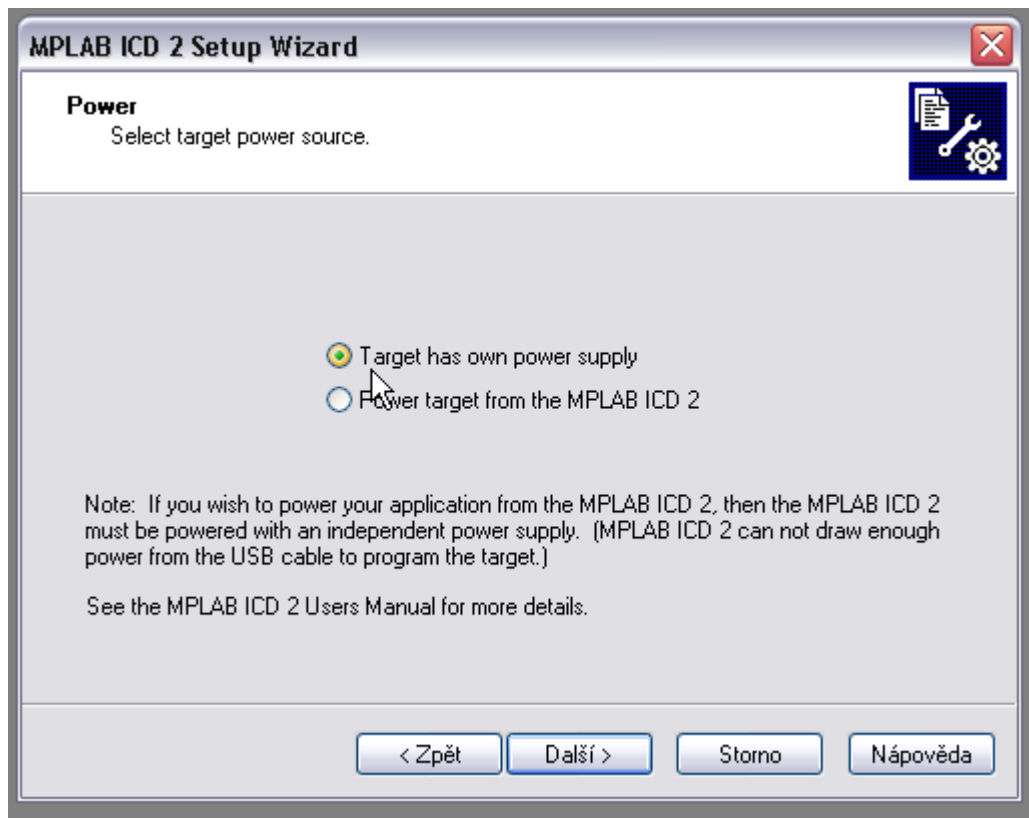 MPLAB ICD 2 Setup Wizard
Power
Select target power source.
Target has own power supply
Power target from the MPLAB ICD 2
Note: If you wish to power your application from the MPLAB ICD 2, then the MPLAB ICD 2
must be powered with an independent power supply. (MPLAB ICD 2 can not draw enough
power from the USB cable to program the target.)
See the MPLAB ICD 2 Users Manual for more details.
< Zpět Další > Storno Nápověda